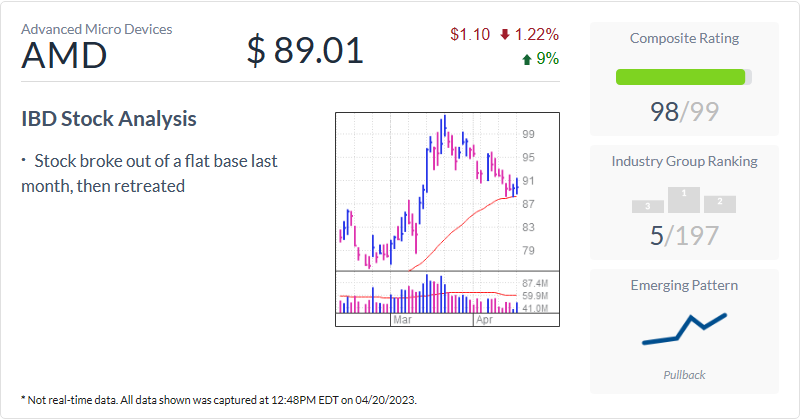 Advanced Micro Devices
AMD
$ 89.01
$1.10 1.22%
9%
IBD Stock Analysis
• Stock broke out of a flat base last
month, then retreated
99
95
91
87
83
79
87.4M
59.9M
41.0M
Mar Apr
Composite Rating
98/99
Industry Group Ranking
3 1 2
5/197
Emerging Pattern
Pullback
* Not real-time data. All data shown was captured at 12:48PM EDT on 04/20/2023.